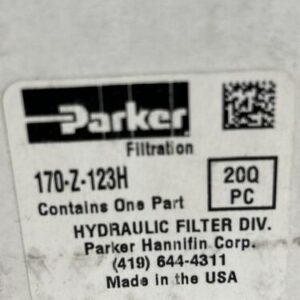 Parker
Filtration
170-Z-123H
20Q
PC
Contains One Part
HYDRAULIC FILTER DIV.
Parker Hannifin Corp.
(419) 644-4311
Made in the USA